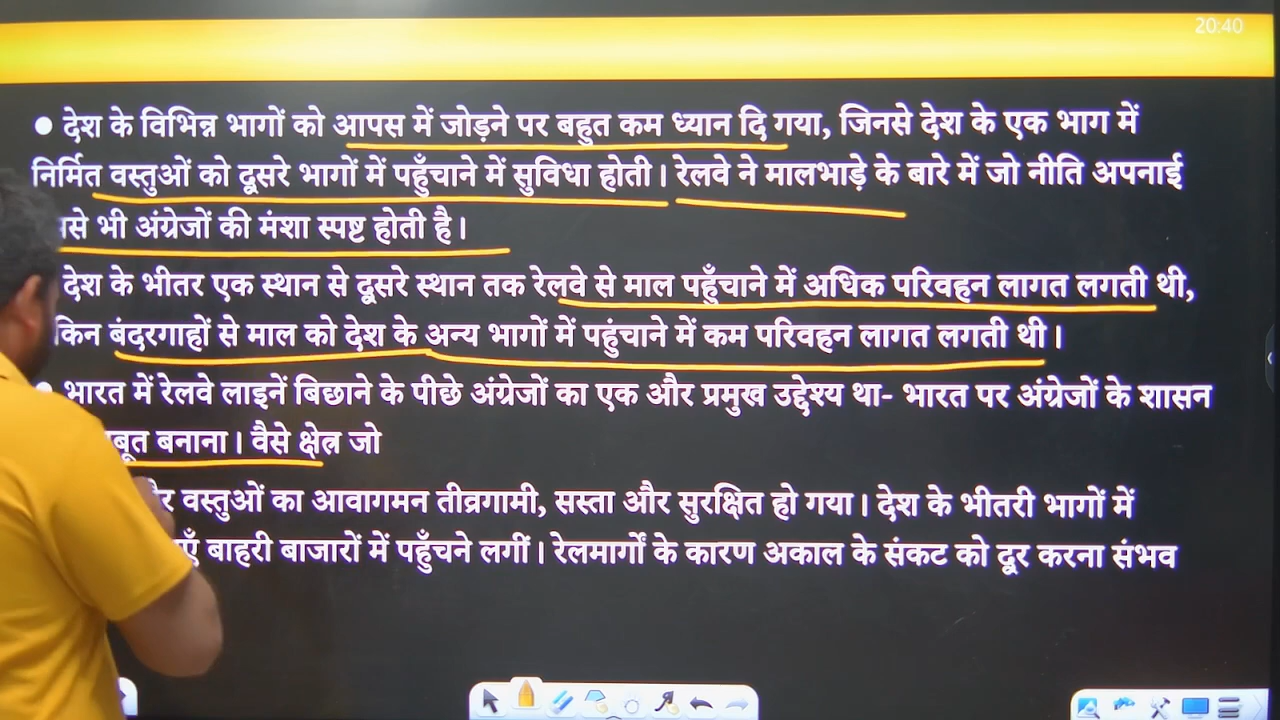 20:40
● देश के विभिन्न भागों को आपस में जोड़ने पर बहुत कम ध्यान दि गया, जिनसे देश के एक भाग में
निर्मित वस्तुओं को दूसरे भागों में पहुँचाने में सुविधा होती। रेलवे ने मालभाड़े के बारे में जो नीति अपनाई
भी अंग्रेजों की मंशा स्पष्ट होती है।
देश के भीतर एक स्थान से दूसरे स्थान तक रेलवे से माल पहुँचाने में अधिक परिवहन लागत लगती थी,
बंदरगाहों से माल को देश के अन्य भागों में पहुंचाने में कम परिवहन लागत लगती थी।
● भारत में रेलवे लाइनें बिछाने के पीछे अंग्रेजों का एक और प्रमुख उद्देश्य था- भारत पर अंग्रेजों के शासन
बनाना। वैसे क्षेत्र जो
वस्तुओं का आवागमन तीव्रगामी, सस्ता और सुरक्षित हो गया। देश के भीतरी भागों में
बाहरी बाजारों में पहुँचने लगीं। रेलमार्गों के कारण अकाल के संकट को दूर करना संभव